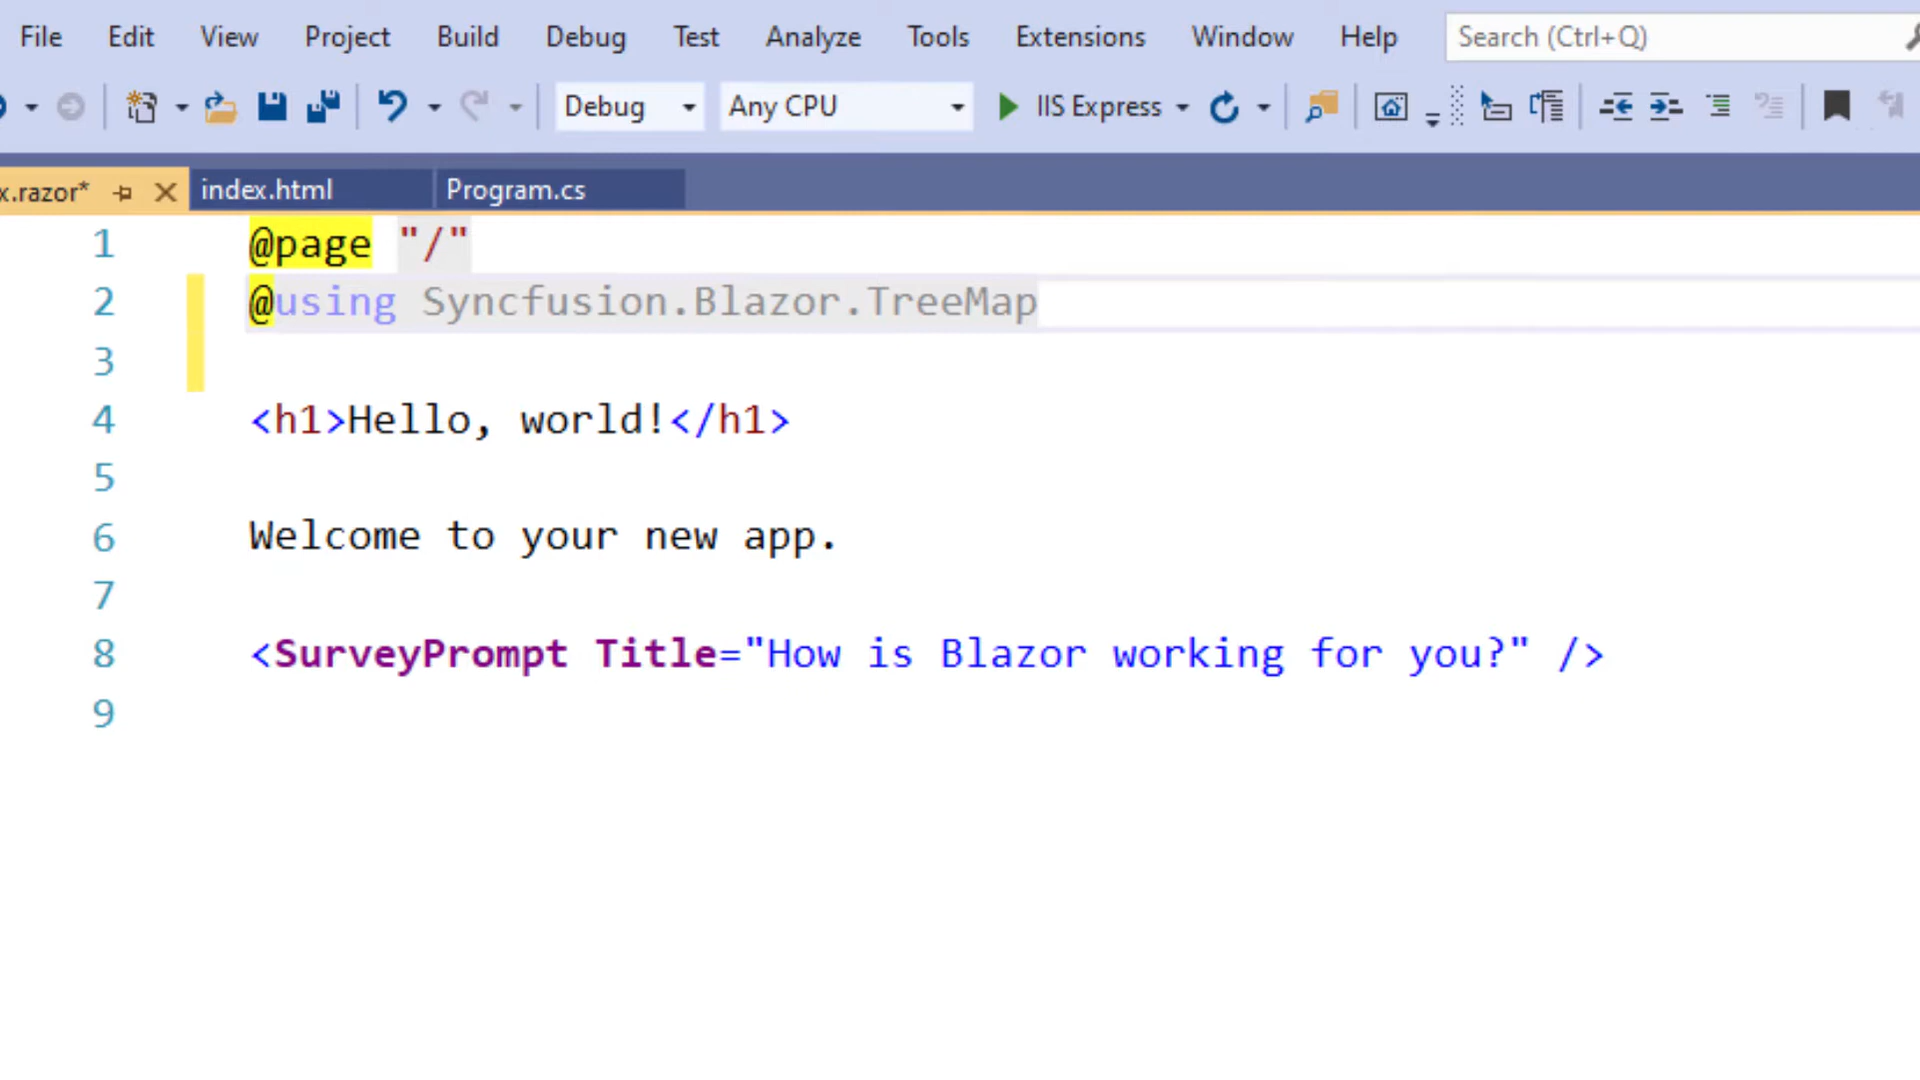 File Edit View Project Build Debug Test Analyze Tools Extensions Window Help Search (Ctrl+Q)
Debug Any CPU IIS Express
x.razor* index.html Program.cs
1 @page "/"
2 @using Syncfusion.Blazor.TreeMap
3
4 <h1>Hello, world!</h1>
5
6 Welcome to your new app.
7
8 <SurveyPrompt Title="How is Blazor working for you?" />
9